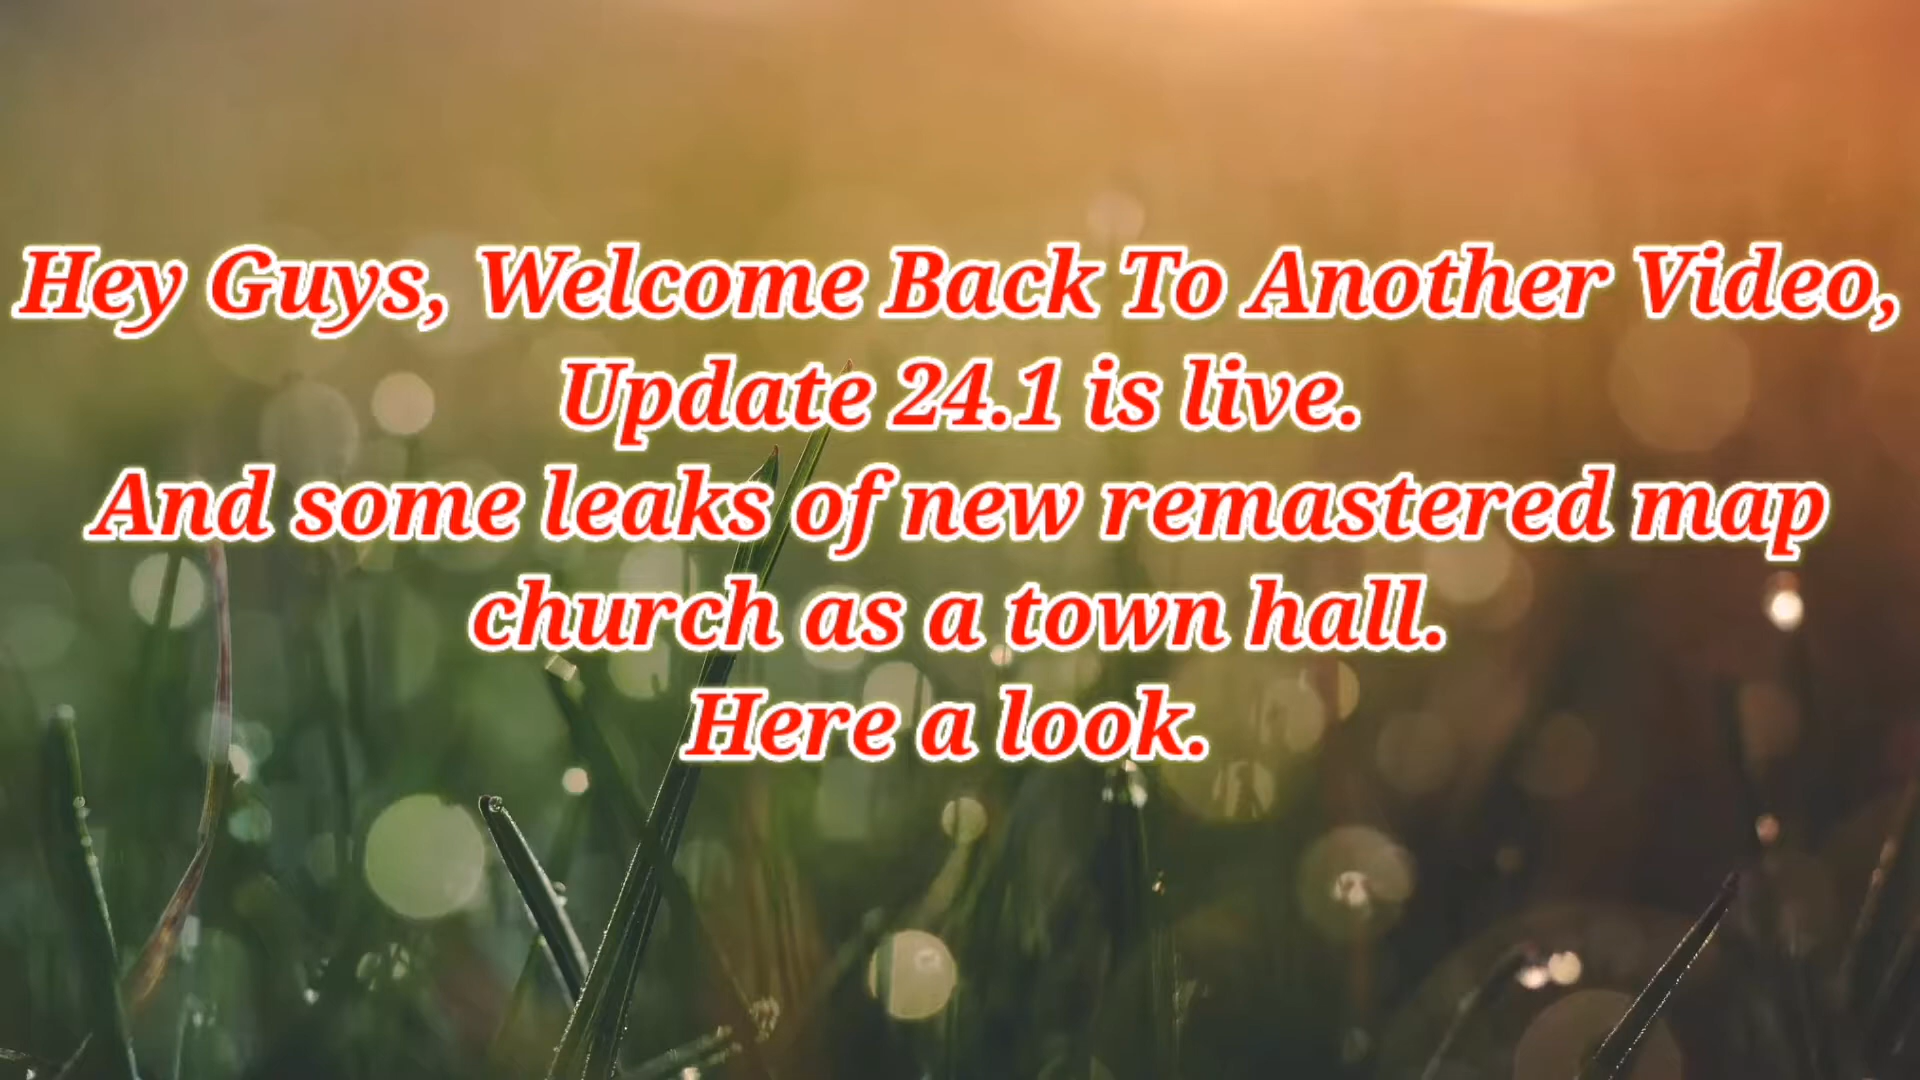 Hey Guys, Welcome Back To Another Video,
Update 24.1 is live.
And some leaks of new remastered map
church as a town hall.
Here a look.